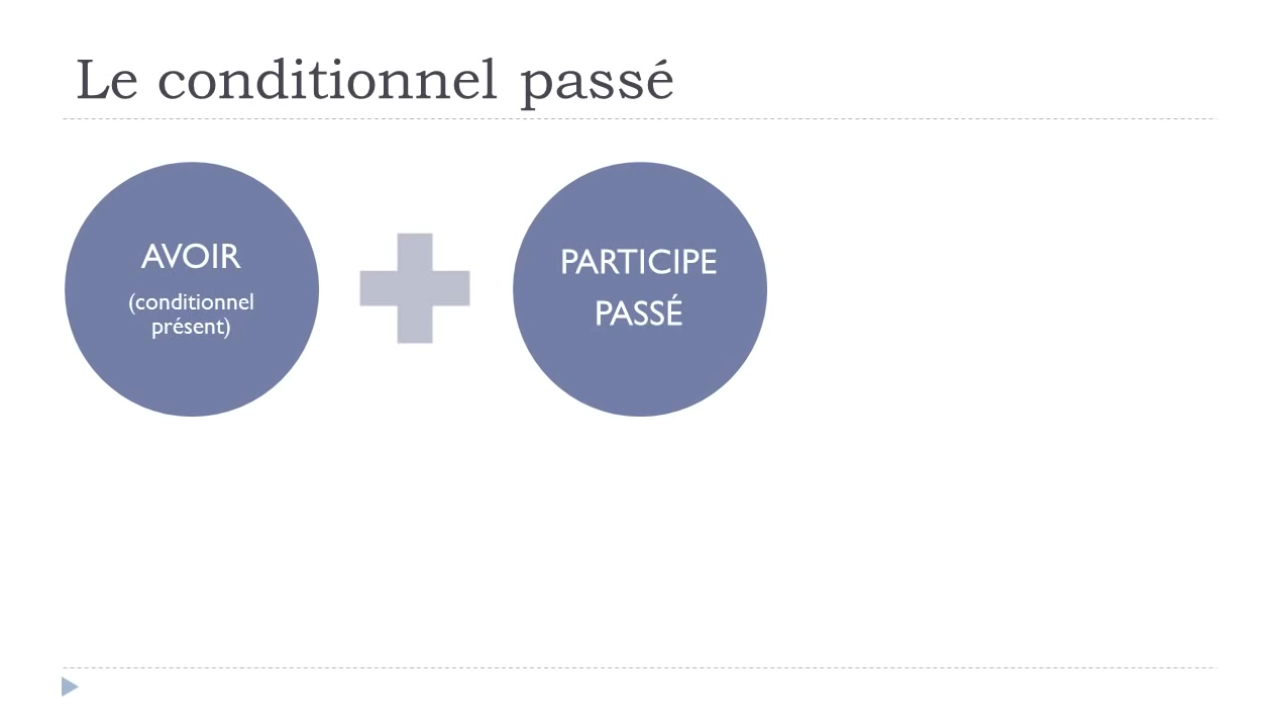 Le conditionnel passé
AVOIR
(conditionnel
présent)
PARTICIPE
PASSÉ